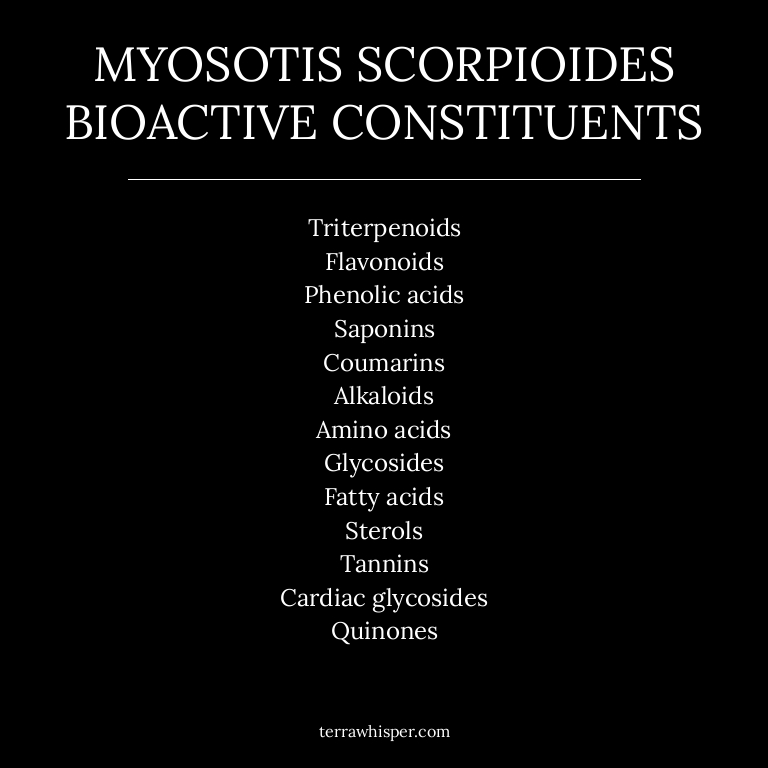 MYOSOTIS SCORPIOIDES
BIOACTIVE CONSTITUENTS
Triterpenoids
Flavonoids
Phenolic acids
Saponins
Coumarins
Alkaloids
Amino acids
Glycosides
Fatty acids
Sterols
Tannins
Cardiac glycosides
Quinones
terrawhisper.com